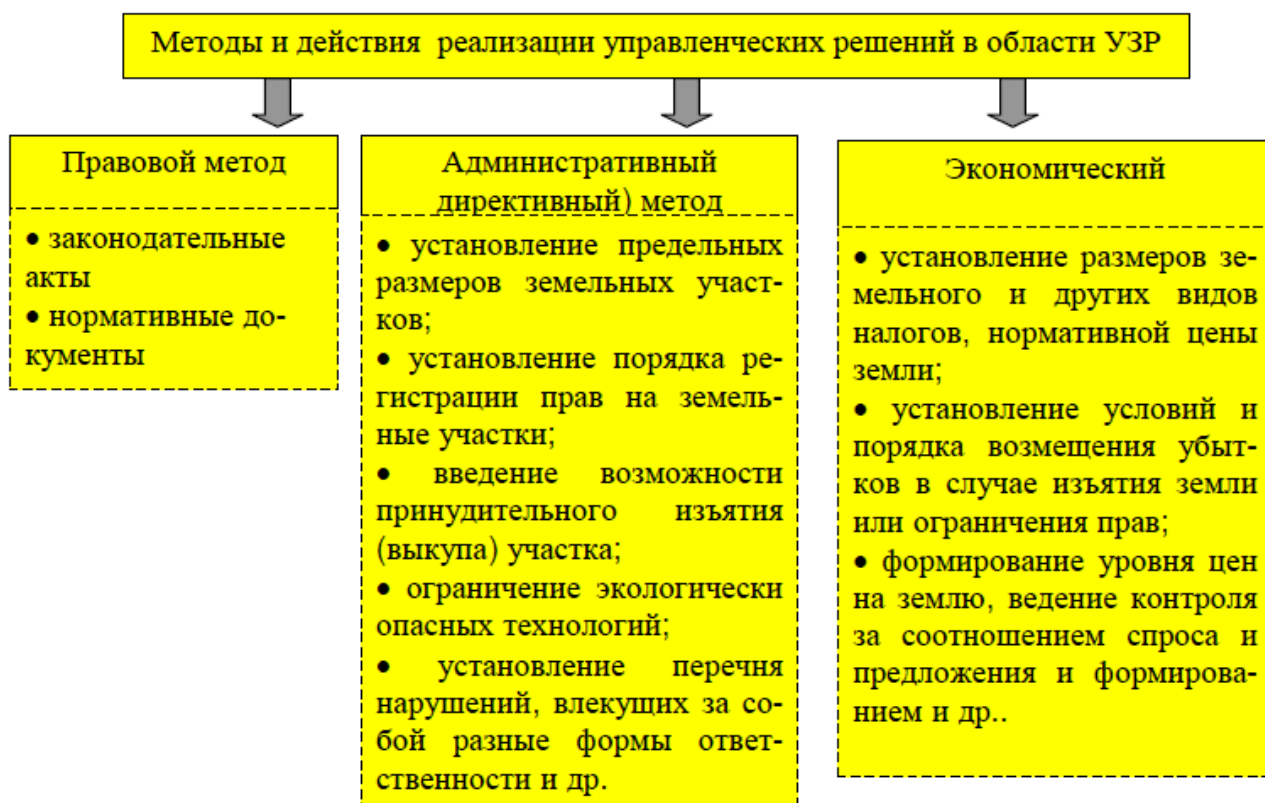 Методы и действия реализации управленческих решений в области УЗР
Правовой метод
• законодательные
акты
• нормативные до-
кументы
Административный
директивный) метод
• установление предельных
размеров земельных участ-
ков;
• установление порядка ре-
гистрации прав на земель-
ные участки;
• введение возможности
принудительного изъятия
(выкупа) участка;
• ограничение экологически
опасных технологий;
• установление перечня
нарушений, влекущих за со-
бой разные формы ответ-
ственности и др.
Экономический
• установление размеров зе-
мельного и других видов
налогов, нормативной цены
земли;
• установление условий и
порядка возмещения убыт-
ков в случае изъятия земли
или ограничения прав;
• формирование уровня цен
на землю, ведение контроля
за соотношением спроса и
предложения и формирова-
нием и др..